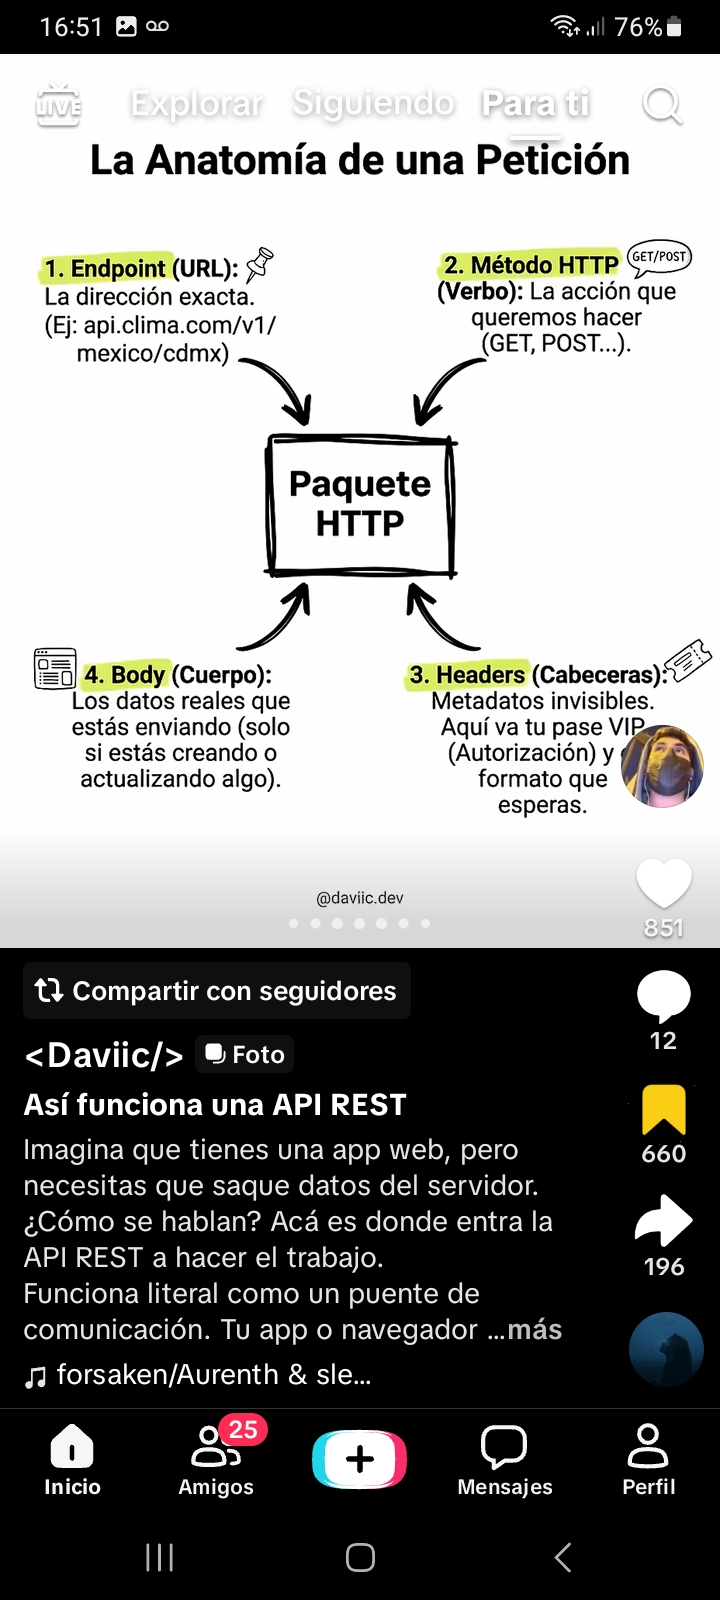 16:51
76%
LIVE
Explorar
Siguiendo
Para ti
La Anatomía de una Petición
1. Endpoint (URL):
La dirección exacta.
(Ej: api.clima.com/v1/
mexico/cdmx)
GET/POST
2. Método HTTP
(Verbo): La acción que
queremos hacer
(GET, POST...).
Paquete
HTTP
4. Body (Cuerpo):
Los datos reales que
estás enviando (solo
si estás creando o
actualizando algo).
3. Headers (Cabeceras):
Metadatos invisibles.
Aquí va tu pase VIP
(Autorización) y
formato que
esperas.
@daviic.dev
851
Compartir con seguidores
12
<Daviic/>
Foto
Así funciona una API REST
Imagina que tienes una app web, pero
necesitas que saque datos del servidor.
¿Cómo se hablan? Acá es donde entra la
API REST a hacer el trabajo.
Funciona literal como un puente de
comunicación. Tu app o navegador ...más
660
196
forsaken/Aurenth & sle...
25
Inicio
Amigos
Mensajes
Perfil